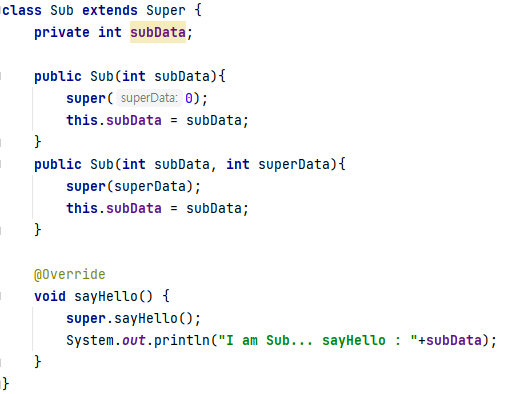 class Sub extends Super {
    private int subData;

    public Sub(int subData){
        super( superData: 0);
        this.subData = subData;
    }
    public Sub(int subData, int superData){
        super(superData);
        this.subData = subData;
    }

    @Override
    void sayHello() {
        super.sayHello();
        System.out.println("I am Sub... sayHello : "+subData);
    }
}